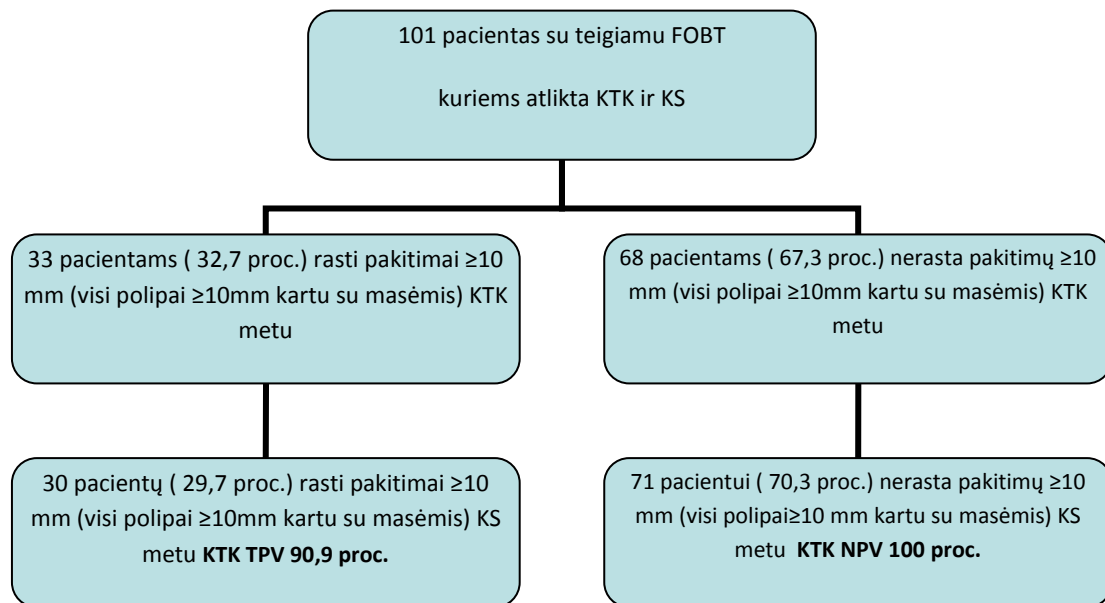 101 pacientas su teigiamu FOBT
kuriems atlikta KTK ir KS
33 pacientams ( 32,7 proc.) rasti pakitimai ≥10
mm (visi polipai ≥10mm kartu su masėmis) KTK
metu
68 pacientams ( 67,3 proc.) nerasta pakitimų ≥10
mm (visi polipai ≥10mm kartu su masėmis) KTK
metu
30 pacientų ( 29,7 proc.) rasti pakitimai ≥10
mm (visi polipai ≥10mm kartu su masėmis) KS
metu KTK TPV 90,9 proc.
71 pacientui ( 70,3 proc.) nerasta pakitimų ≥10
mm (visi polipai≥10 mm kartu su masėmis) KS
metu KTK NPV 100 proc.